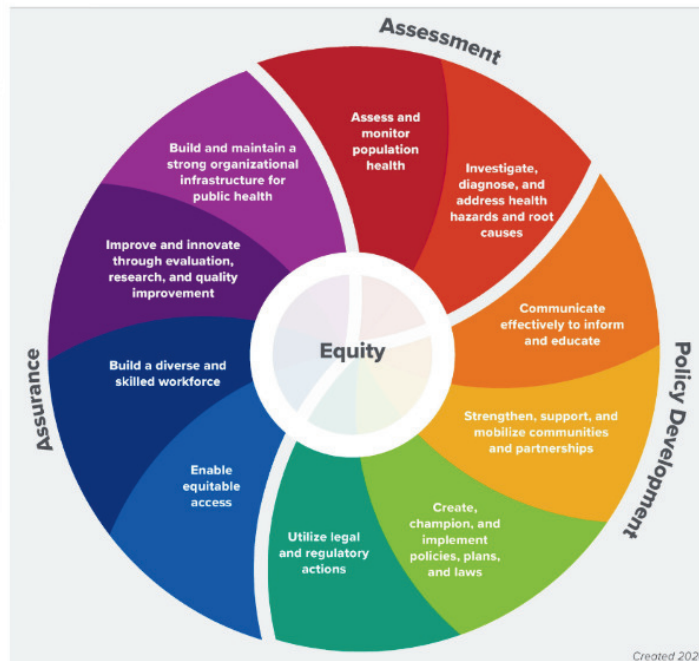 Assessment
Assess and
monitor
population
health
Investigate,
diagnose, and
address health
hazards and root
causes
Communicate
effectively to inform
and educate
Policy Development
Strengthen, support, and
mobilize communities
and partnerships
Create,
champion, and
implement
policies, plans,
and laws
Utilize legal
and regulatory
actions
Enable
equitable
access
Assurance
Build a diverse and
skilled workforce
Improve and innovate
through evaluation,
research, and quality
improvement
Build and maintain a
strong organizational
infrastructure for
public health
Equity
Created 202